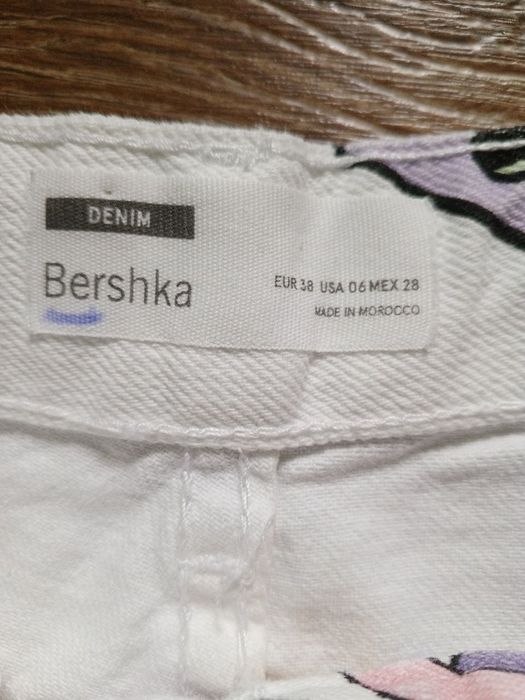 DENIM
Bershka
EUR 38 USA 06 MEX 28
MADE IN MOROCCO